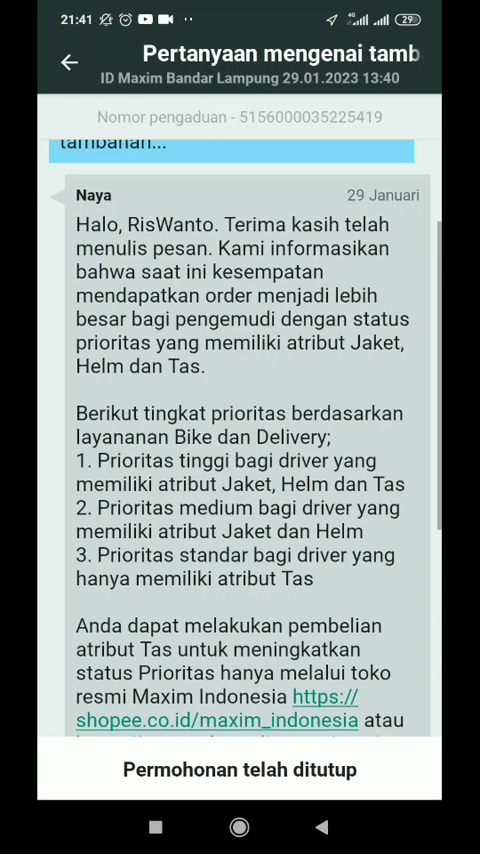 21:41 4G 29
Pertanyaan mengenai tamb
ID Maxim Bandar Lampung 29.01.2023 13:40
Nomor pengaduan - 5156000035225419
tambahan...
Naya 29 Januari
Halo, RisWanto. Terima kasih telah
menulis pesan. Kami informasikan
bahwa saat ini kesempatan
mendapatkan order menjadi lebih
besar bagi pengemudi dengan status
prioritas yang memiliki atribut Jaket,
Helm dan Tas.
Berikut tingkat prioritas berdasarkan
layananan Bike dan Delivery;
1. Prioritas tinggi bagi driver yang
memiliki atribut Jaket, Helm dan Tas
2. Prioritas medium bagi driver yang
memiliki atribut Jaket dan Helm
3. Prioritas standar bagi driver yang
hanya memiliki atribut Tas
Anda dapat melakukan pembelian
atribut Tas untuk meningkatkan
status Prioritas hanya melalui toko
resmi Maxim Indonesia https://
shopee.co.id/maxim_indonesia atau
Permohonan telah ditutup